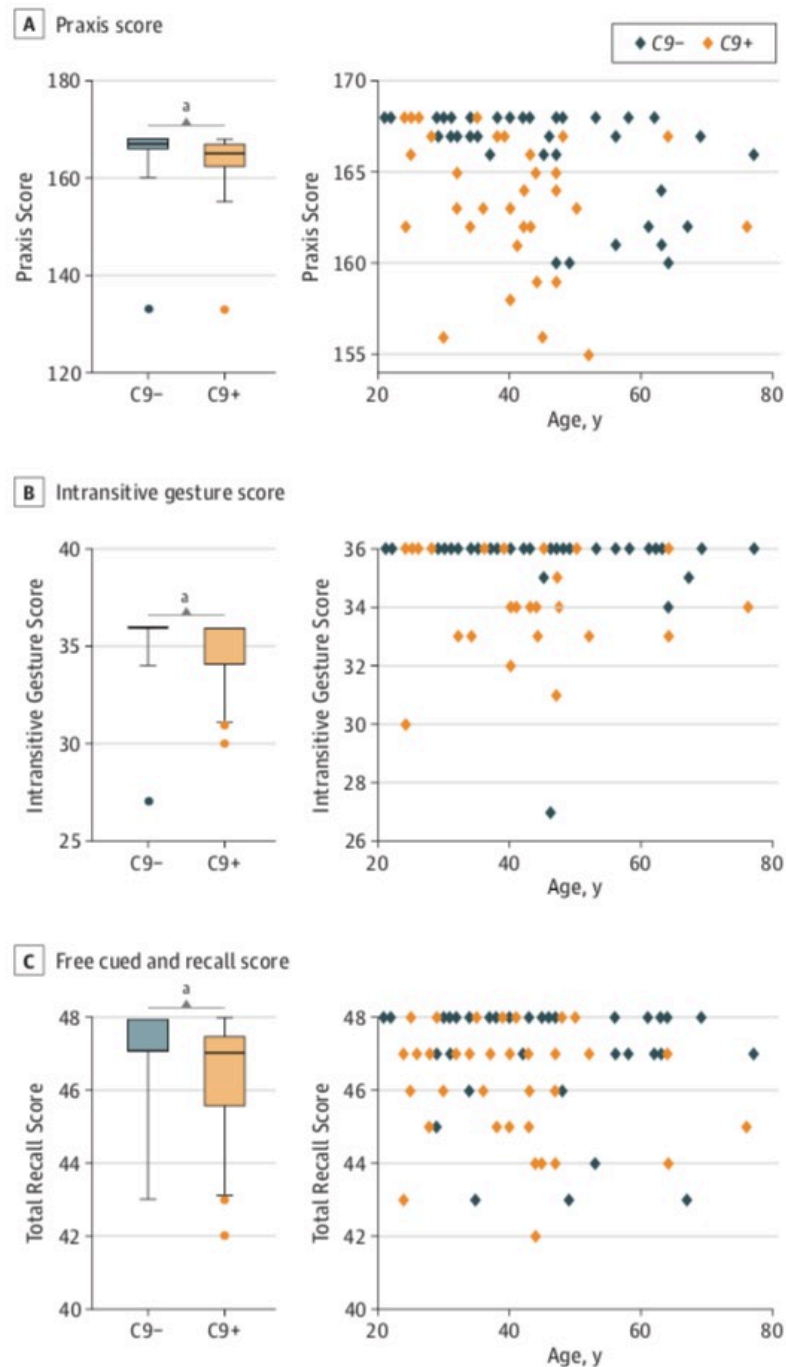 A Praxis score
C9− C9+
180
160
140
120
Praxis Score
a
C9− C9+
170
165
160
155
Praxis Score
20 40 60 80
Age, y
B Intransitive gesture score
40
35
30
25
Intransitive Gesture Score
a
C9− C9+
36
34
32
30
28
26
Intransitive Gesture Score
20 40 60 80
Age, y
C Free cued and recall score
48
46
44
42
40
Total Recall Score
a
C9− C9+
48
46
44
42
40
Total Recall Score
20 40 60 80
Age, y